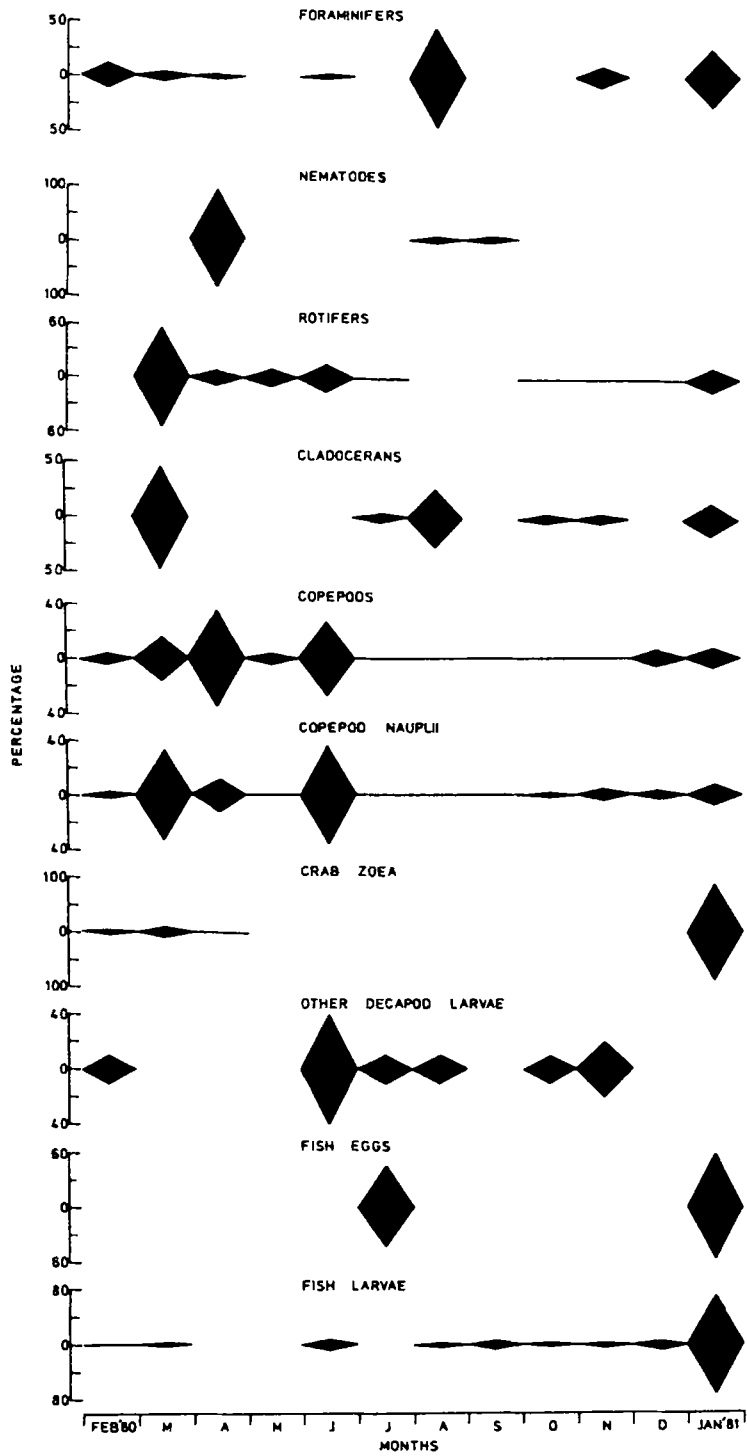 FORAMINIFERS
50
0
50
NEMATODES
100
0
100
ROTIFERS
60
0
60
CLADOCERANS
50
0
50
COPEPODS
40
0
40
COPEPOD NAUPLII
40
0
40
CRAB ZOEA
100
0
100
OTHER DECAPOD LARVAE
40
0
40
FISH EGGS
60
0
60
FISH LARVAE
80
0
80
PERCENTAGE
FEB'80 M A M J J A S O N D JAN'81
MONTHS